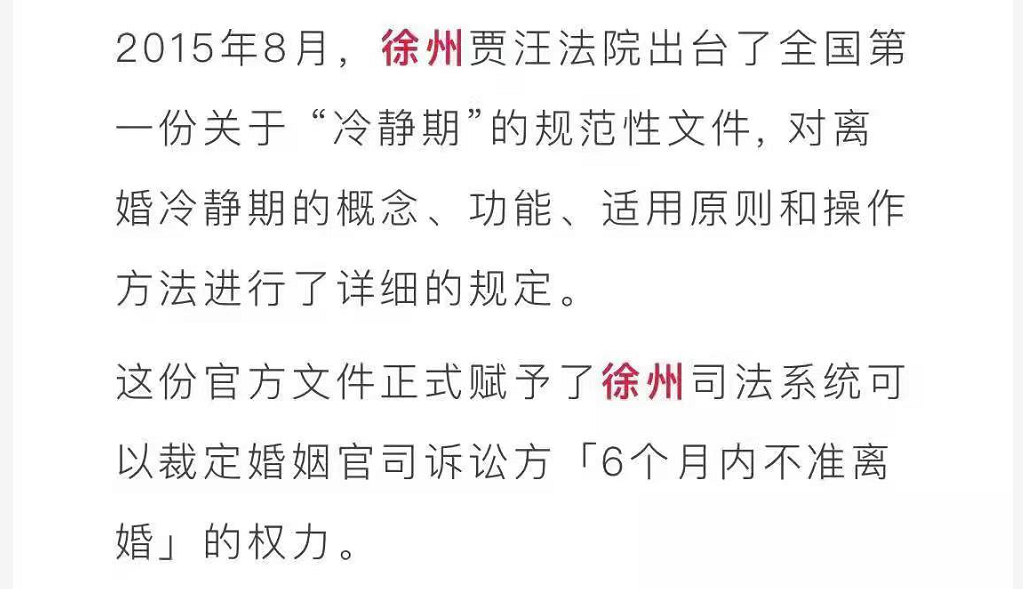 2015年8月，徐州贾汪法院出台了全国第
一份关于“冷静期”的规范性文件，对离
婚冷静期的概念、功能、适用原则和操作
方法进行了详细的规定。
这份官方文件正式赋予了徐州司法系统可
以裁定婚姻官司诉讼方「6个月内不准离
婚」的权力。